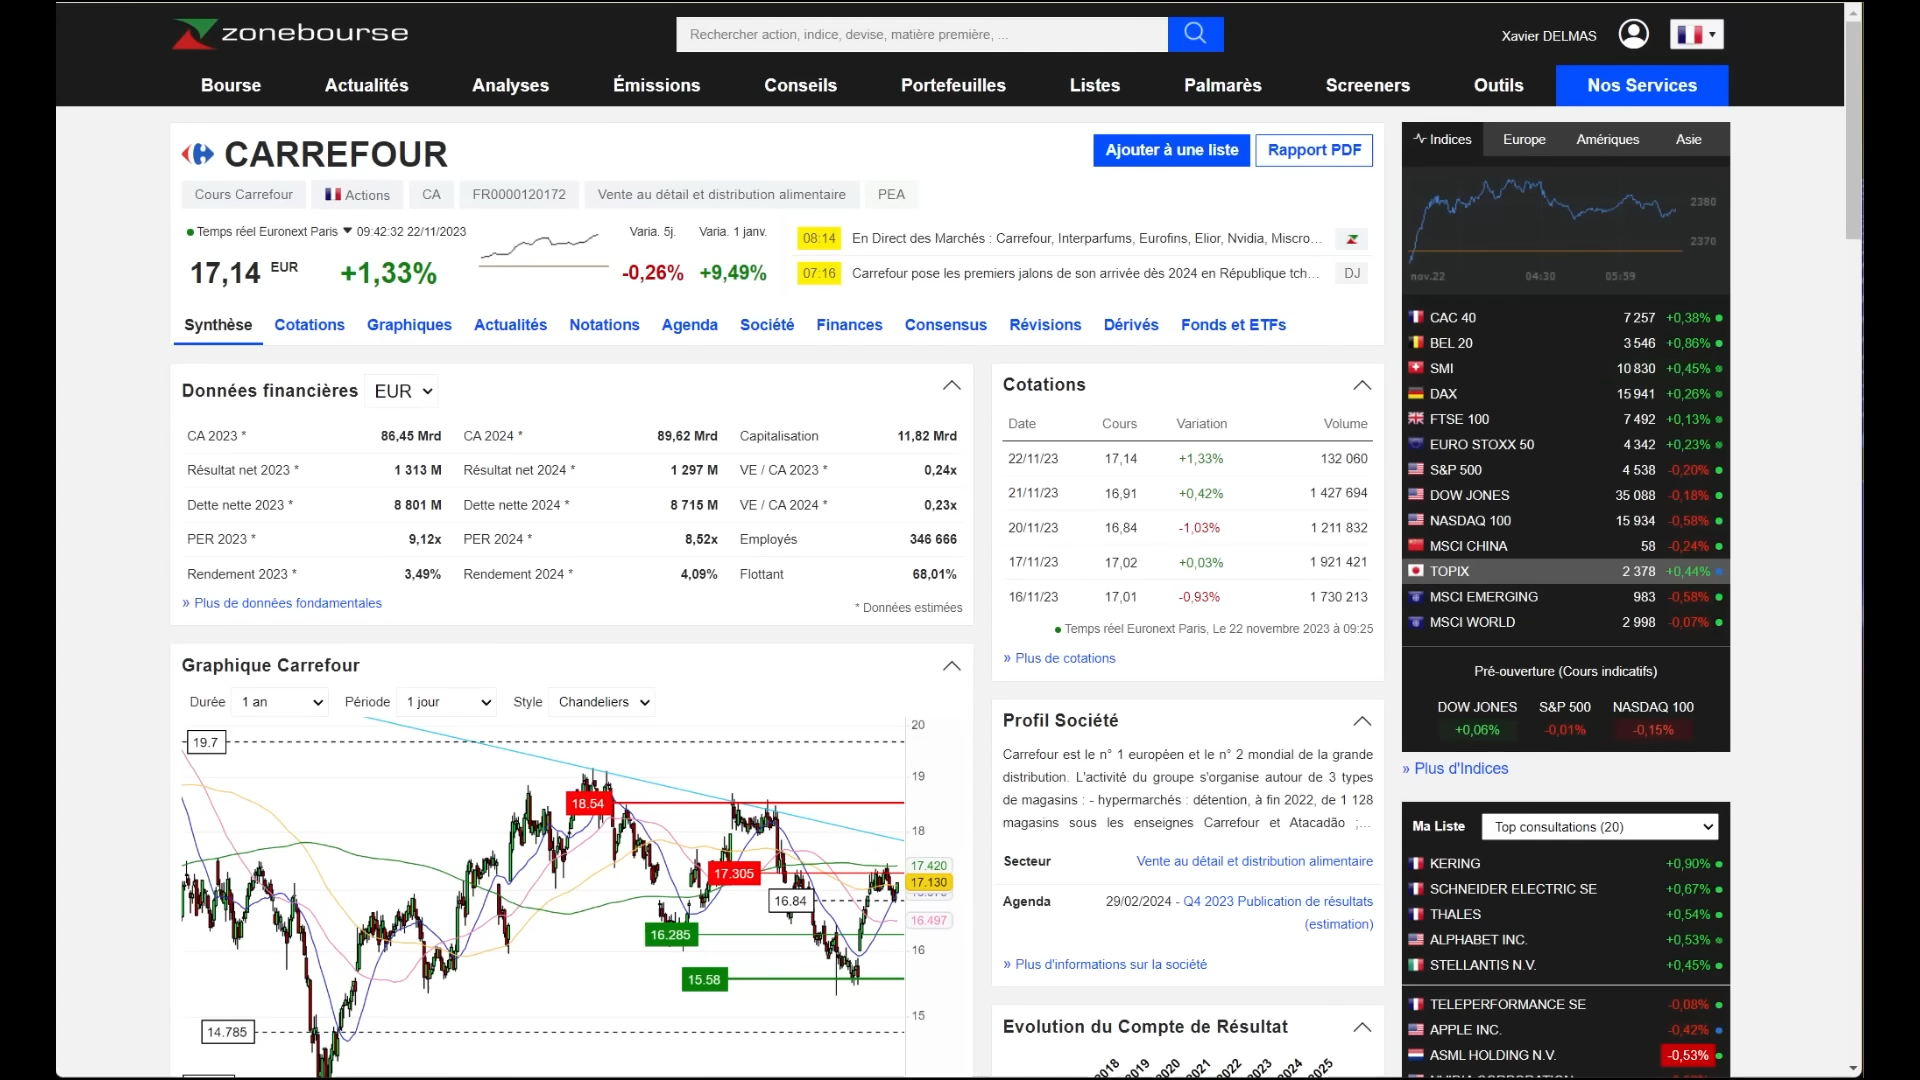 zonebourse
Rechercher action, indice, devise, matière première, ...
Xavier DELMAS
Bourse Actualités Analyses Émissions Conseils Portefeuilles Listes Palmarès Screeners Outils Nos Services
CARREFOUR
Ajouter à une liste Rapport PDF
Cours Carrefour Actions CA FR0000120172 Vente au détail et distribution alimentaire PEA
Temps réel Euronext Paris 09:42:32 22/11/2023
17,14 EUR +1,33%
Varia. 5j. Varia. 1 janv.
-0,26% +9,49%
08:14 En Direct des Marchés : Carrefour, Interparfums, Eurofins, Elior, Nvidia, Miscro...
07:16 Carrefour pose les premiers jalons de son arrivée dès 2024 en République tch... DJ
Synthèse Cotations Graphiques Actualités Notations Agenda Société Finances Consensus Révisions Dérivés Fonds et ETFs
Données financières EUR
CA 2023 * 86,45 Mrd CA 2024 * 89,62 Mrd Capitalisation 11,82 Mrd
Résultat net 2023 * 1 313 M Résultat net 2024 * 1 297 M VE / CA 2023 * 0,24x
Dette nette 2023 * 8 801 M Dette nette 2024 * 8 715 M VE / CA 2024 * 0,23x
PER 2023 * 9,12x PER 2024 * 8,52x Employés 346 666
Rendement 2023 * 3,49% Rendement 2024 * 4,09% Flottant 68,01%
» Plus de données fondamentales
* Données estimées
Graphique Carrefour
Durée 1 an Période 1 jour Style Chandeliers
20
19.7
19
18.54
18
17.420
17.305
17.130
16.84
16.497
16.285
16
15.58
15
14.785
Cotations
Date Cours Variation Volume
22/11/23 17,14 +1,33% 132 060
21/11/23 16,91 +0,42% 1 427 694
20/11/23 16,84 -1,03% 1 211 832
17/11/23 17,02 +0,03% 1 921 421
16/11/23 17,01 -0,93% 1 730 213
Temps réel Euronext Paris, Le 22 novembre 2023 à 09:25
» Plus de cotations
Profil Société
Carrefour est le n° 1 européen et le n° 2 mondial de la grande
distribution. L'activité du groupe s'organise autour de 3 types
de magasins : - hypermarchés : détention, à fin 2022, de 1 128
magasins sous les enseignes Carrefour et Atacadão ;...
Secteur Vente au détail et distribution alimentaire
Agenda 29/02/2024 - Q4 2023 Publication de résultats
(estimation)
» Plus d'informations sur la société
Evolution du Compte de Résultat
2018 2019 2020 2021 2022 2023 2024 2025
Indices Europe Amériques Asie
2380
2370
nov.22 04:30 05:59
CAC 40 7 257 +0,38%
BEL 20 3 546 +0,86%
SMI 10 830 +0,45%
DAX 15 941 +0,26%
FTSE 100 7 492 +0,13%
EURO STOXX 50 4 342 +0,23%
S&P 500 4 538 -0,20%
DOW JONES 35 088 -0,18%
NASDAQ 100 15 934 -0,58%
MSCI CHINA 58 -0,24%
TOPIX 2 378 +0,44%
MSCI EMERGING 983 -0,58%
MSCI WORLD 2 998 -0,07%
Pré-ouverture (Cours indicatifs)
DOW JONES S&P 500 NASDAQ 100
+0,06% -0,01% -0,15%
» Plus d'Indices
Ma Liste Top consultations (20)
KERING +0,90%
SCHNEIDER ELECTRIC SE +0,67%
THALES +0,54%
ALPHABET INC. +0,53%
STELLANTIS N.V. +0,45%
TELEPERFORMANCE SE -0,08%
APPLE INC. -0,42%
ASML HOLDING N.V. -0,53%